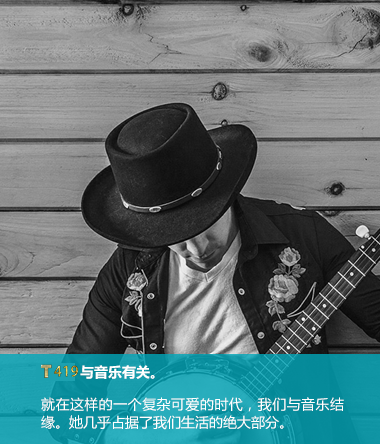 T419与音乐有关。
就在这样的一个复杂可爱的时代，我们与音乐结
缘。她几乎占据了我们生活的绝大部分。